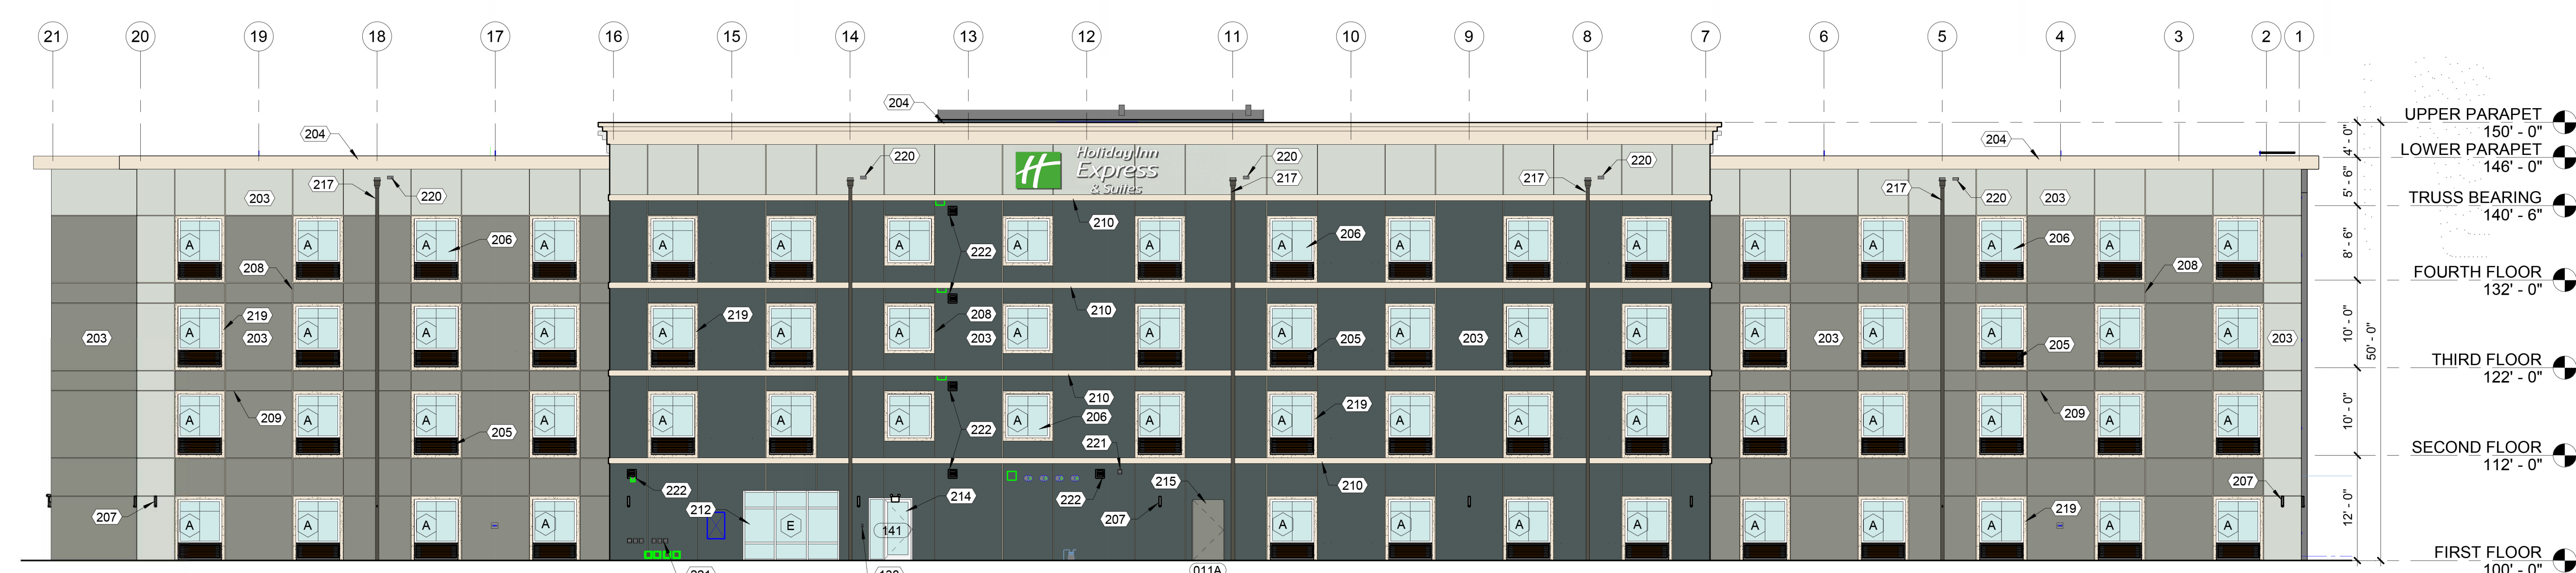 21 20 19 18 17 16 15 14 13 12 11 10 9 8 7 6 5 4 3 2 1
204
UPPER PARAPET
150' - 0"
4' - 0"
204
204
LOWER PARAPET
146' - 0"
Holiday Inn
Express
& Suites
H
220 220 220
217 203 220 217 217 217 220 203
5' - 6"
TRUSS BEARING
140' - 6"
210
A A A A A A A A A A A A A A A A A
206 222 206 206
8' - 6"
208 208
FOURTH FLOOR
132' - 0"
210
219 219 208
A A A A A A A A A A A A A A A A A
203 203 203 205 203 203 205 203
10' - 0"
50' - 0"
THIRD FLOOR
122' - 0"
210
209 206 219 209
A A A A A A A A A A A A A A A A A
205 222 221
10' - 0"
SECOND FLOOR
112' - 0"
222 214 222 215 210 207
207 212 207 219
A A A A E 141 A A A A A A A A A
12' - 0"
FIRST FLOOR
100' - 0"
011A